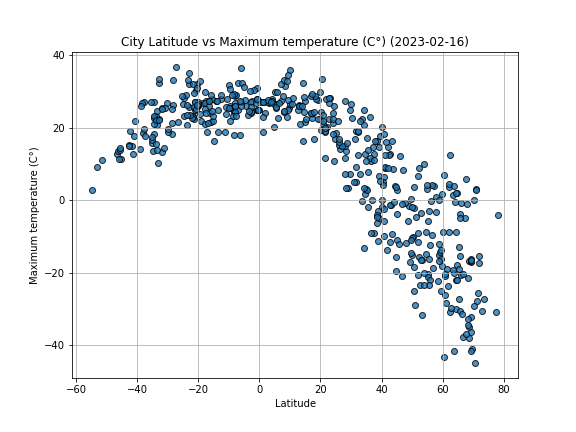 City Latitude vs Maximum temperature (C°) (2023-02-16)
40
20
0
−20
−40
Maximum temperature (C°)
−60 −40 −20 0 20 40 60 80
Latitude